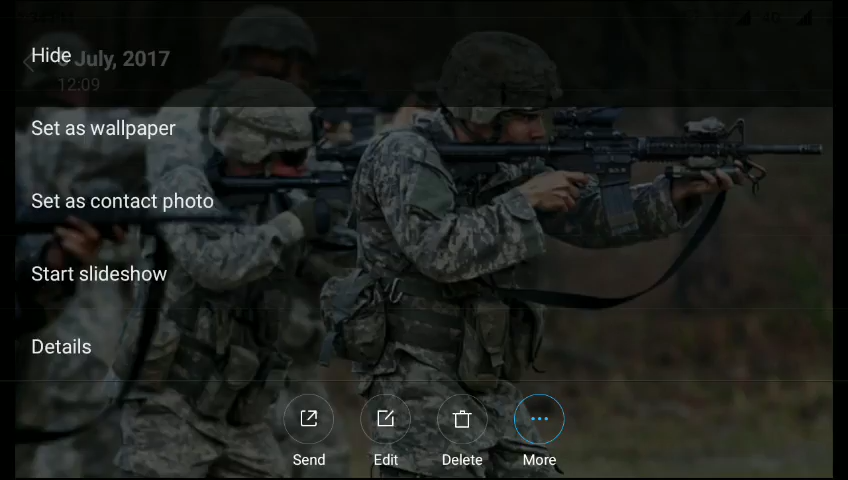 Hide
July, 2017
12:09
Set as wallpaper
Set as contact photo
Start slideshow
Details
Send
Edit
Delete
More